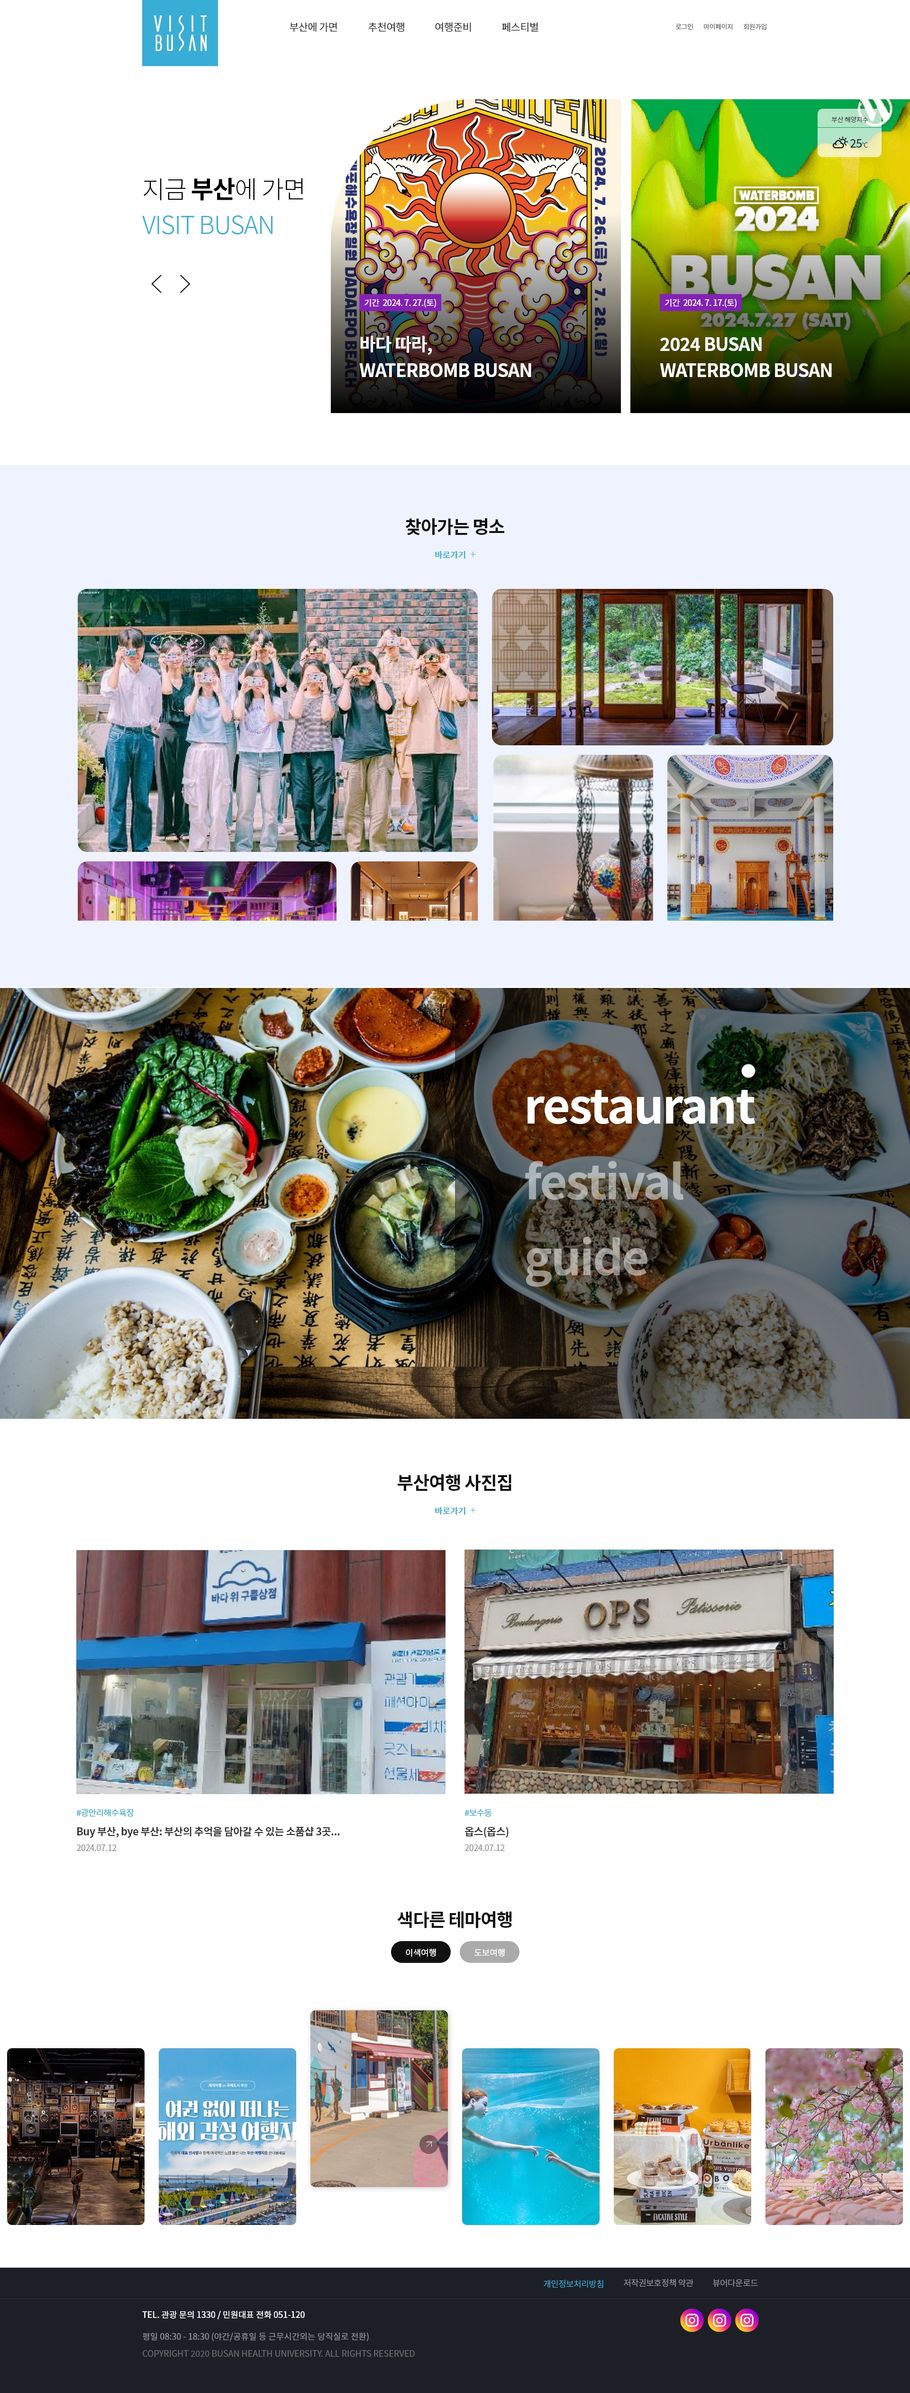 VISIT
BUSAN
부산에 가면
추천여행
여행준비
페스티벌
로그인
마이페이지
회원가입
지금 부산에 가면
VISIT BUSAN
2024. 7. 26.(금)~ 7. 28.(일)
DADAEPO BEACH
기간 2024. 7. 27.(토)
바다 따라,
WATERBOMB BUSAN
부산 해양지수
25℃
WATERBOMB
2024
BUSAN
2024.7.27 (SAT)
기간 2024. 7. 17.(토)
2024 BUSAN
WATERBOMB BUSAN
찾아가는 명소
바로가기 +
restaurant
festival
guide
부산여행 사진집
바로가기 +
바다 위 구름상점
Boulangerie OPS Pâtisserie
OPS
31
#광안리해수욕장
Buy 부산, bye 부산: 부산의 추억을 담아갈 수 있는 소품샵 3곳...
2024.07.12
#보수동
옵스(옵스)
2024.07.12
색다른 테마여행
이색여행
도보여행
여권 없이 떠나는
해외 감성 여행지
Urbanlike
EVCATIVE STYLE
개인정보처리방침
저작권보호정책 약관
뷰어다운로드
TEL. 관광 문의 1330 / 민원대표 전화 051-120
평일 08:30 - 18:30 (야간/공휴일 등 근무시간외는 당직실로 전환)
COPYRIGHT 2020 BUSAN HEALTH UNIVERSITY. ALL RIGHTS RESERVED